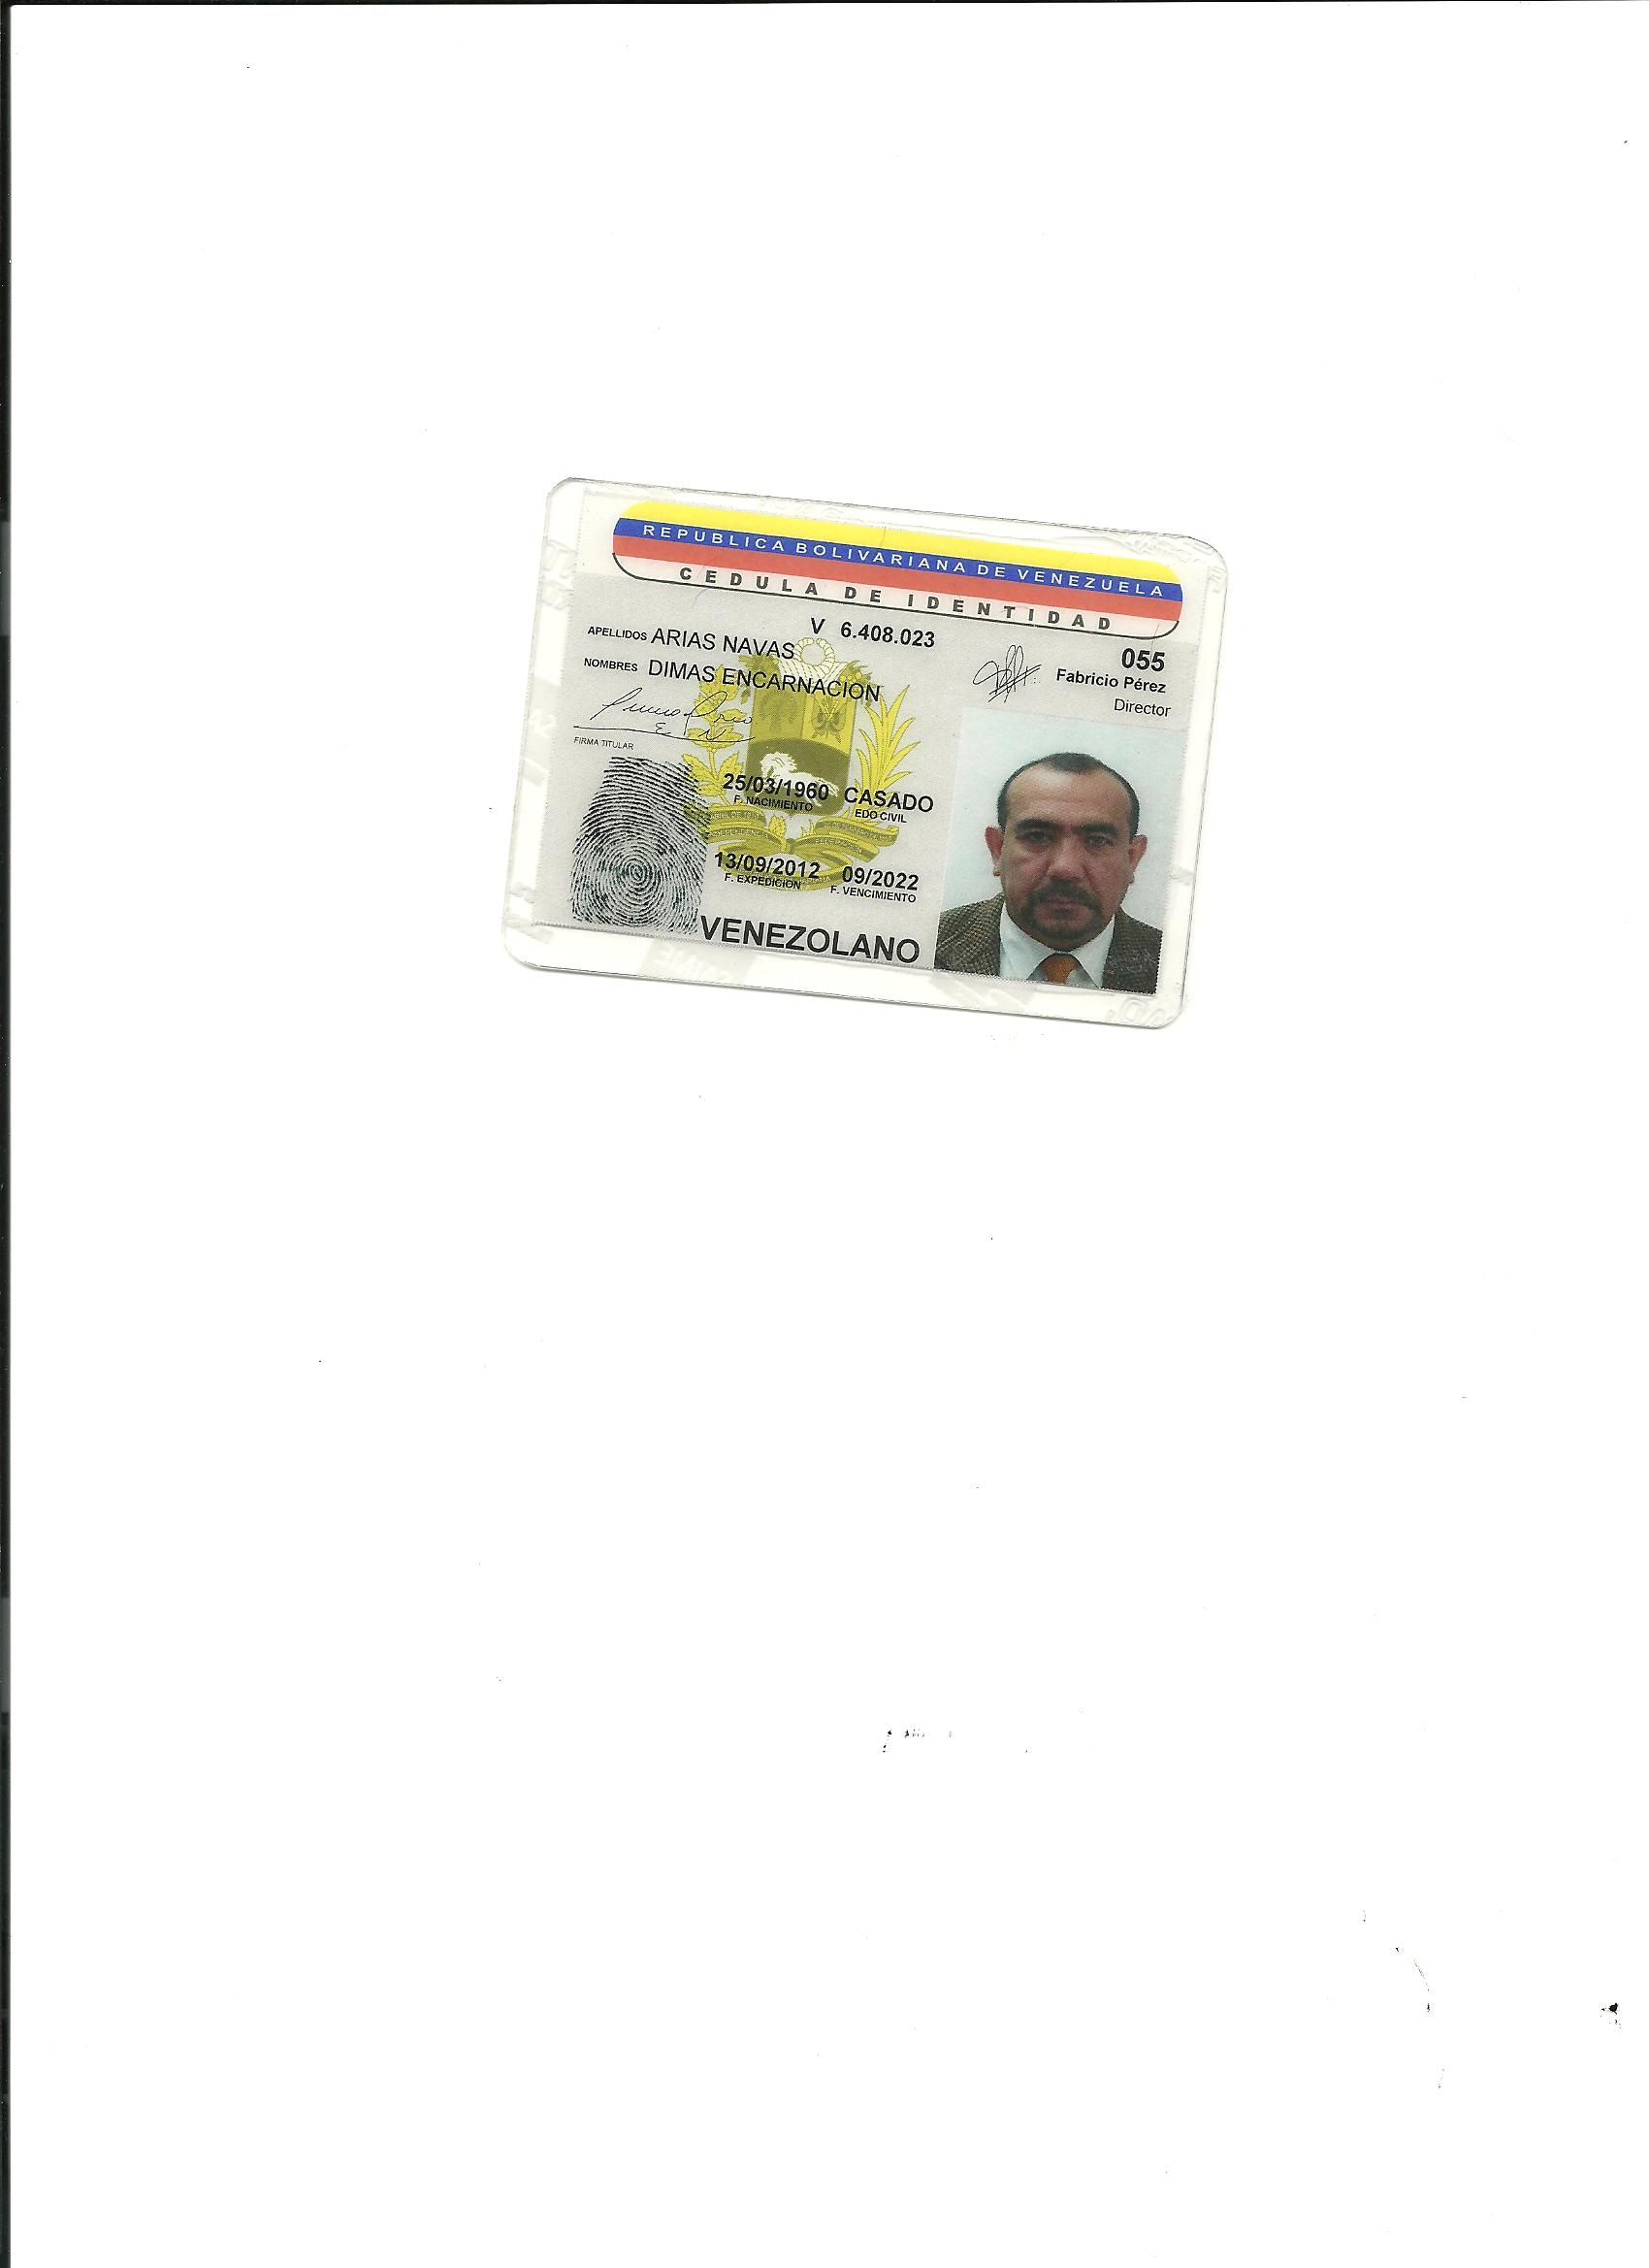 REPUBLICA BOLIVARIANA DE VENEZUELA
CEDULA DE IDENTIDAD
V 6.408.023
APELLIDOS ARIAS NAVAS
NOMBRES DIMAS ENCARNACION
055
Fabricio Pérez
Director
FIRMA TITULAR
25/03/1960 CASADO
F. NACIMIENTO EDO CIVIL
13/09/2012 09/2022
F. EXPEDICION F. VENCIMIENTO
VENEZOLANO